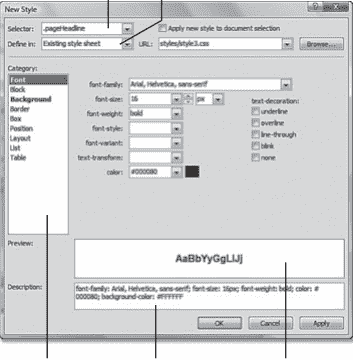 New Style
Selector: .pageHeadline Apply new style to document selection
Define in: Existing style sheet URL: styles/style3.css Browse...
Category:
Font
Block
Background
Border
Box
Position
Layout
List
Table
font-family: Arial, Helvetica, sans-serif
font-size: 16 px
font-weight: bold
font-style:
font-variant:
text-transform:
color: #000080
text-decoration:
underline
overline
line-through
blink
none
Preview:
AaBbYyGgLlJj
Description:
font-family: Arial, Helvetica, sans-serif; font-size: 16px; font-weight: bold; color: #
000080; background-color: #FFFFFF
OK Cancel Apply